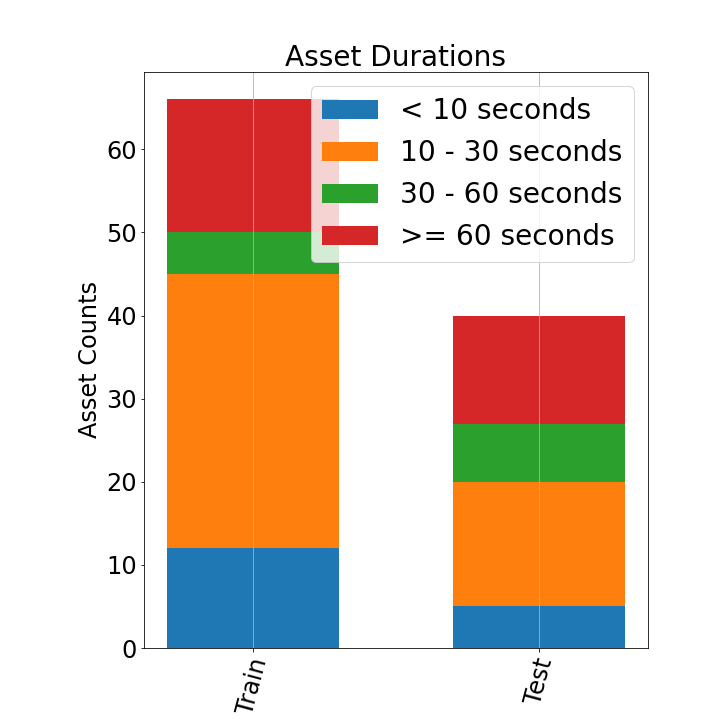 Asset Durations
< 10 seconds
10 - 30 seconds
30 - 60 seconds
>= 60 seconds
Asset Counts
60
50
40
30
20
10
0
Train
Test